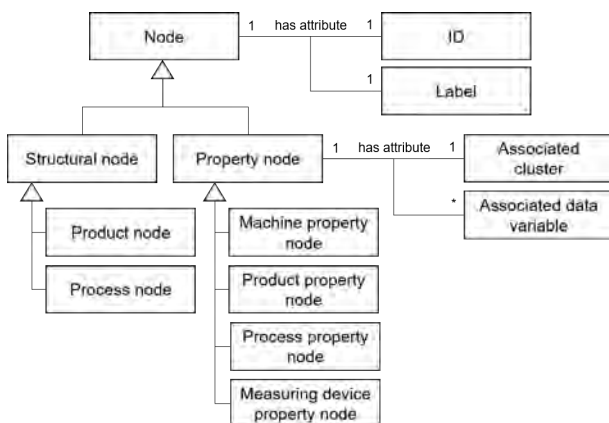 Node
1
has attribute
1
ID
1
Label
Structural node
Property node
1
has attribute
1
Associated
cluster
*
Associated data
variable
Product node
Process node
Machine property
node
Product property
node
Process property
node
Measuring device
property node